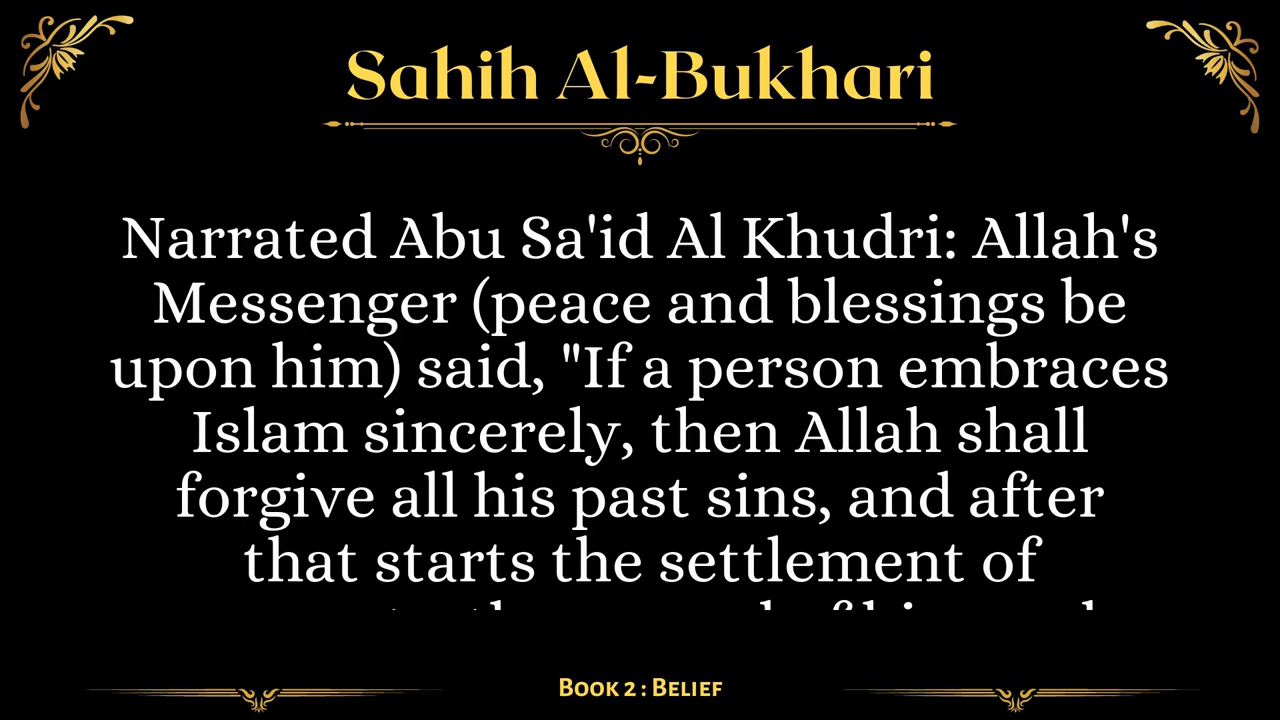 Sahih Al-Bukhari
Narrated Abu Sa'id Al Khudri: Allah's
Messenger (peace and blessings be
upon him) said, "If a person embraces
Islam sincerely, then Allah shall
forgive all his past sins, and after
that starts the settlement of
Book 2 : Belief